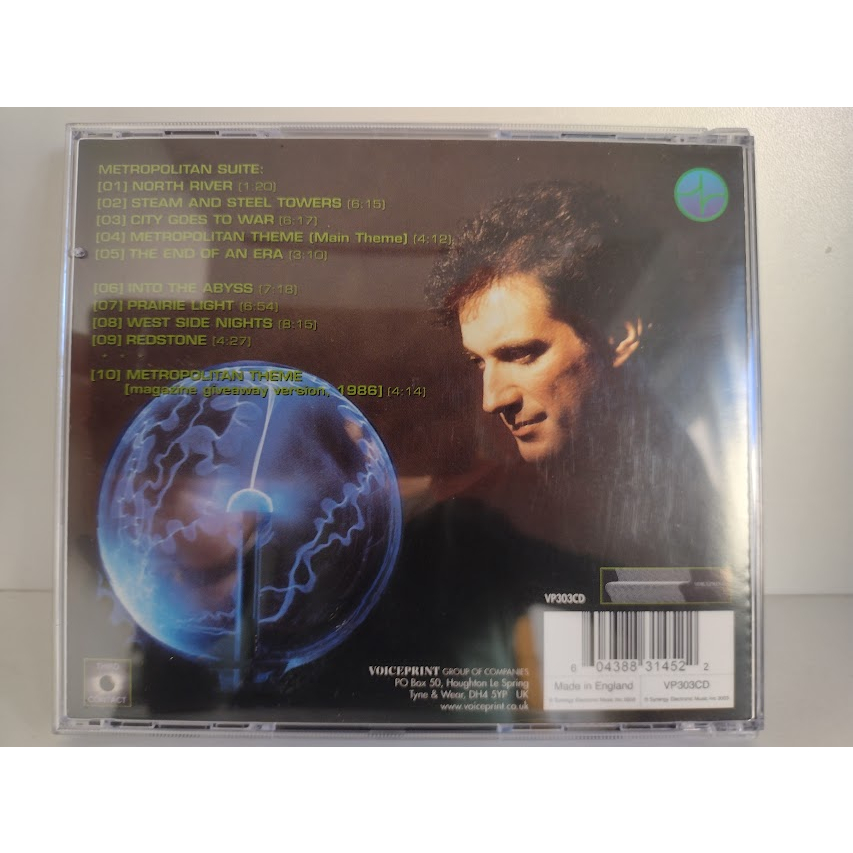 METROPOLITAN SUITE:
[01] NORTH RIVER [1:20]
[02] STEAM AND STEEL TOWERS [6:15]
[03] CITY GOES TO WAR [6:17]
[04] METROPOLITAN THEME [Main Theme] [4:12]
[05] THE END OF AN ERA [3:10]
[06] INTO THE ABYSS [7:18]
[07] PRAIRIE LIGHT [6:54]
[08] WEST SIDE NIGHTS [8:15]
[09] REDSTONE [4:27]
[10] METROPOLITAN THEME
[magazine giveaway version, 1986] [4:14]
VP303CD
6 04388 31452 2
Made in England VP303CD
THIRD
CONTACT
VOICEPRINT GROUP OF COMPANIES
PO Box 50, Houghton Le Spring
Tyne & Wear, DH4 5YP UK
www.voiceprint.co.uk